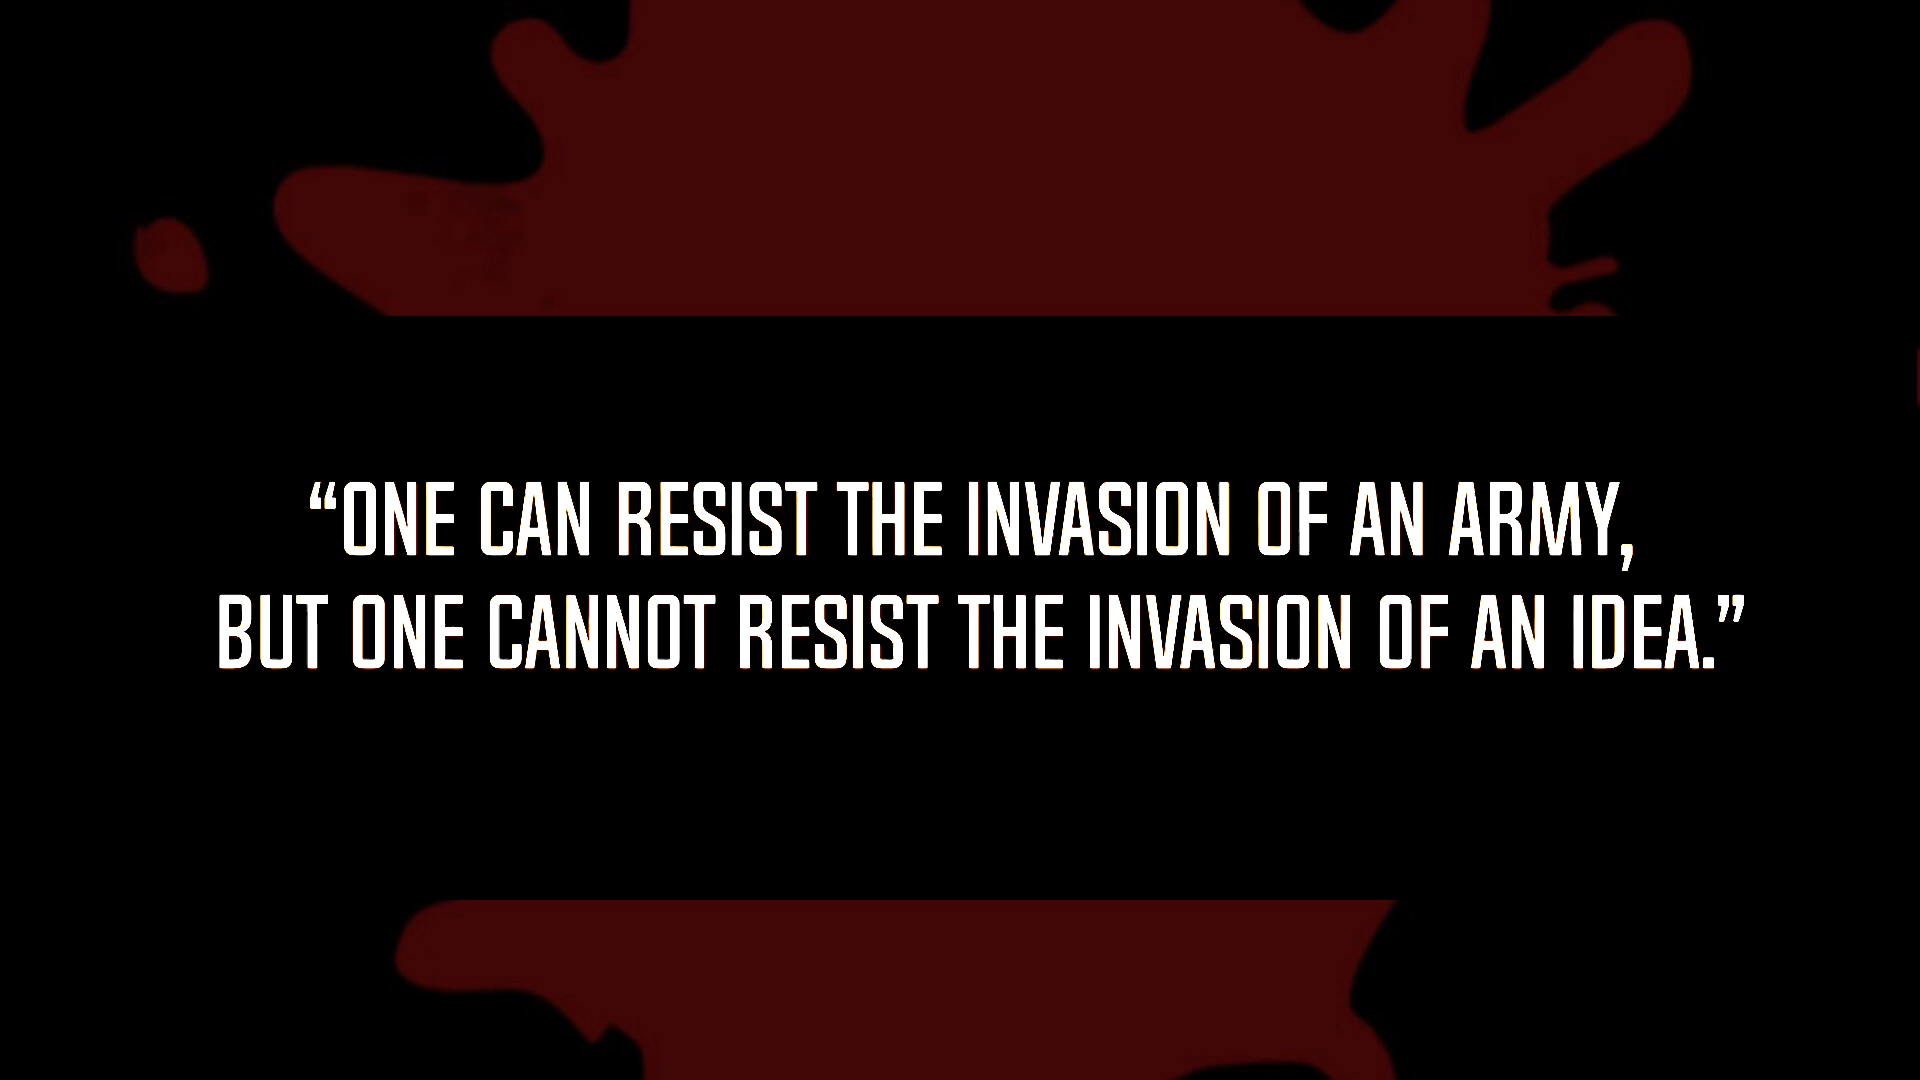 “ONE CAN RESIST THE INVASION OF AN ARMY,
BUT ONE CANNOT RESIST THE INVASION OF AN IDEA.”